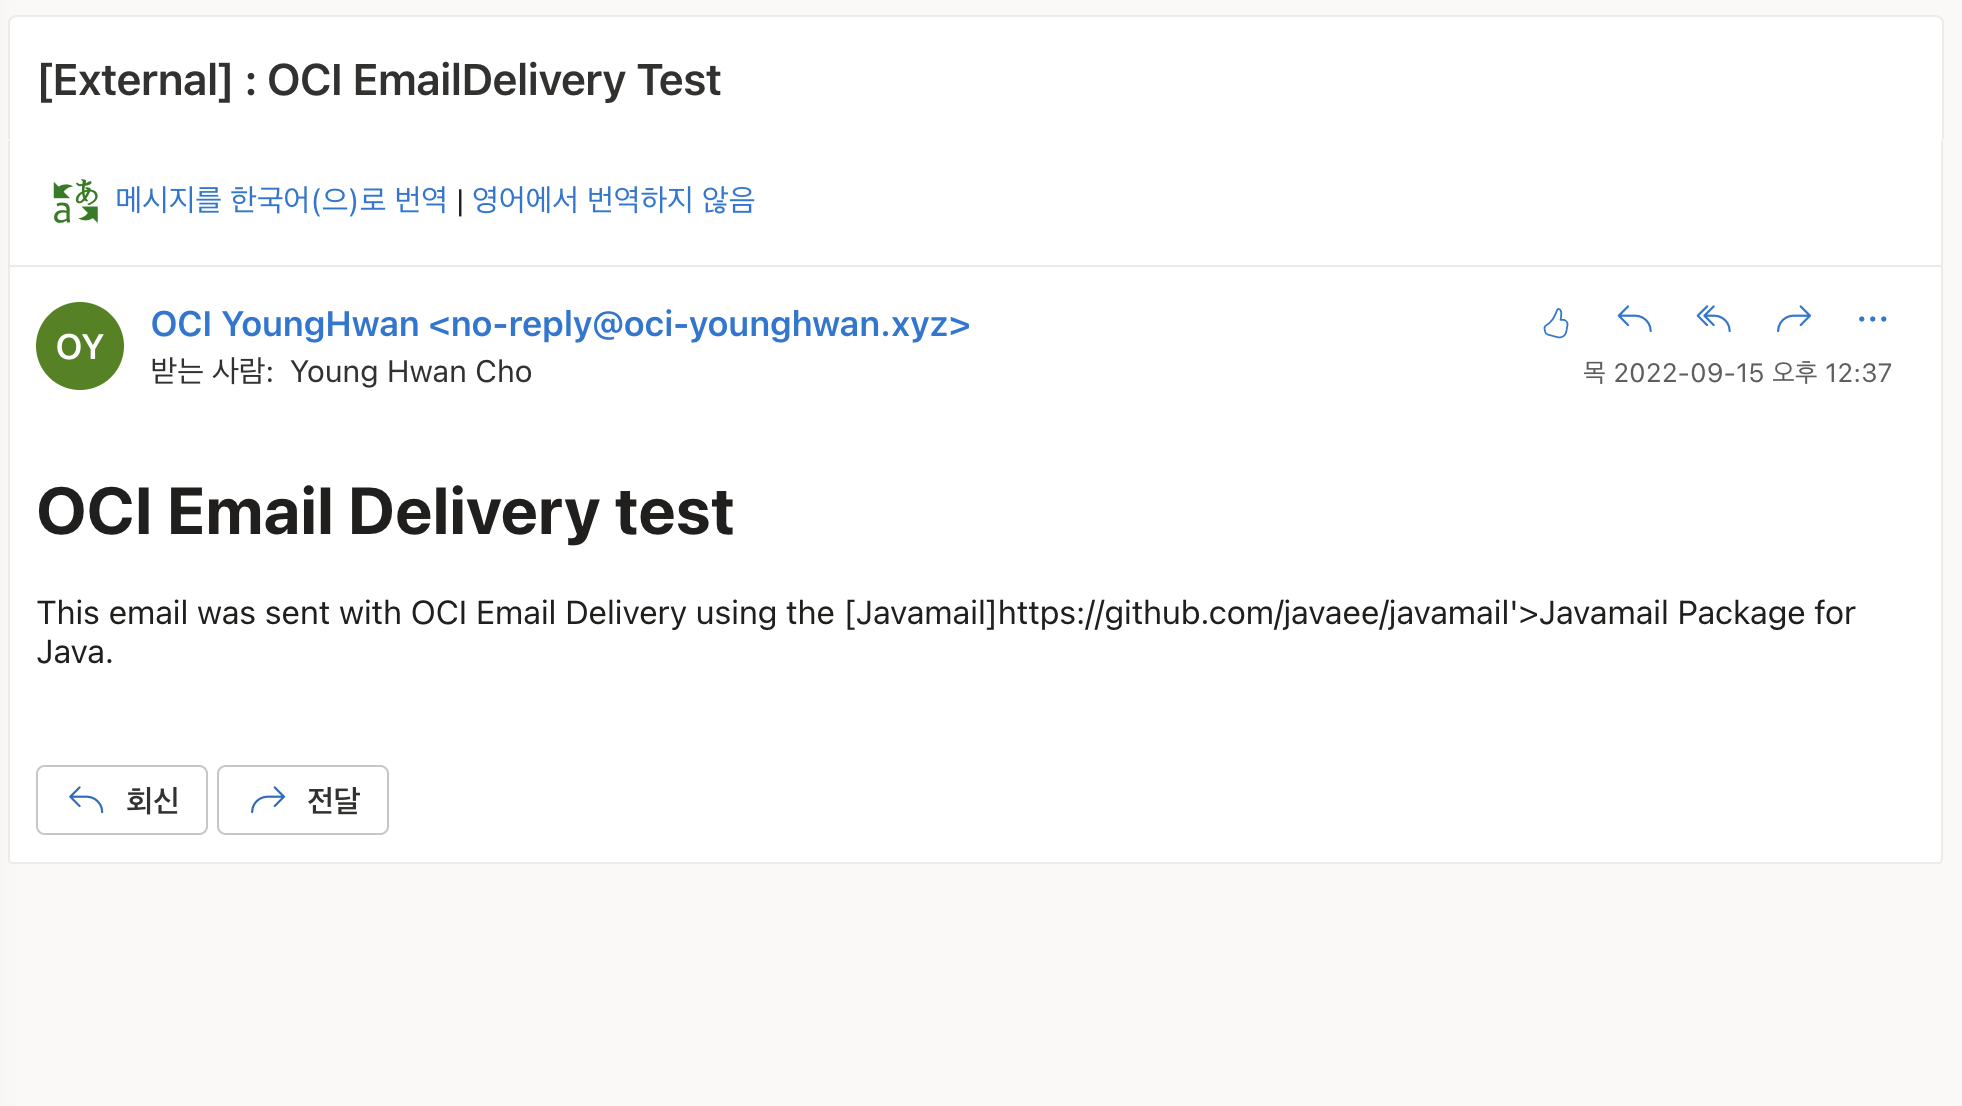 [External] : OCI EmailDelivery Test
메시지를 한국어(으)로 번역 | 영어에서 번역하지 않음
OY
OCI YoungHwan <no-reply@oci-younghwan.xyz>
받는 사람: Young Hwan Cho
목 2022-09-15 오후 12:37
OCI Email Delivery test
This email was sent with OCI Email Delivery using the [Javamail]https://github.com/javaee/javamail'>Javamail Package for
Java.
회신
전달